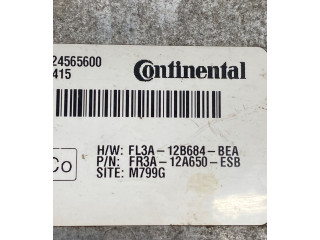 24565600
415
Continental
H/W: FL3A-12B684-BEA
Co
P/N: FR3A-12A650-ESB
SITE: M799G